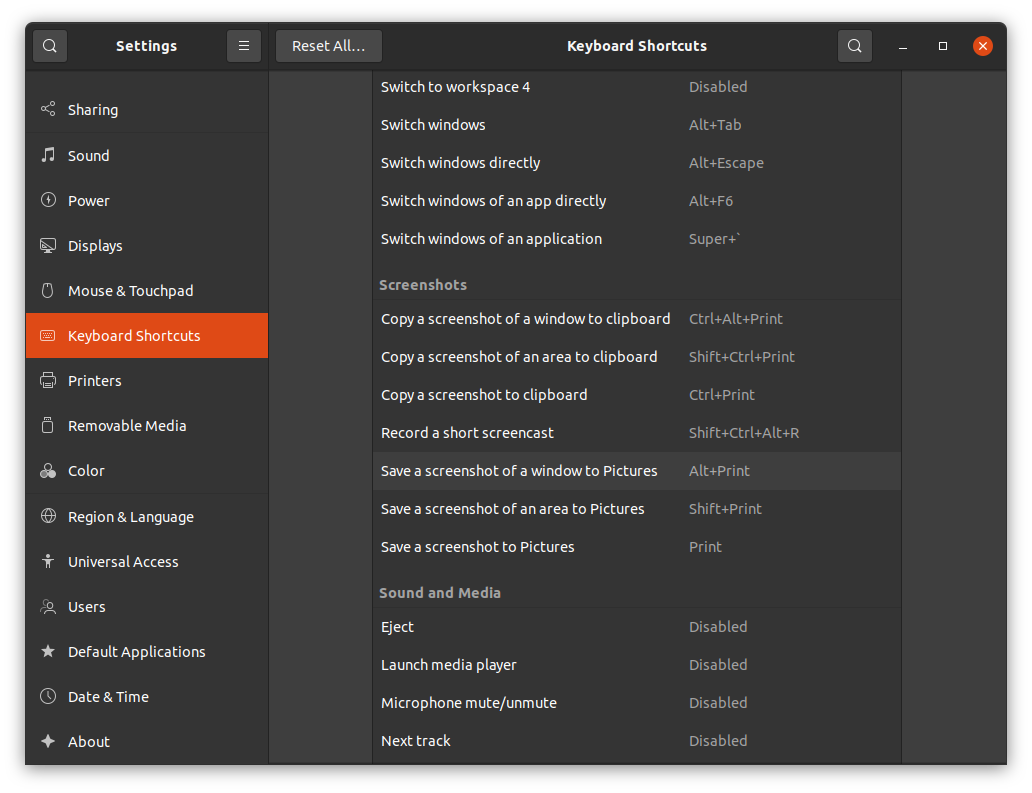 Settings
Reset All...
Keyboard Shortcuts
Sharing
Sound
Power
Displays
Mouse & Touchpad
Keyboard Shortcuts
Printers
Removable Media
Color
Region & Language
Universal Access
Users
Default Applications
Date & Time
About
Switch to workspace 4 Disabled
Switch windows Alt+Tab
Switch windows directly Alt+Escape
Switch windows of an app directly Alt+F6
Switch windows of an application Super+`
Screenshots
Copy a screenshot of a window to clipboard Ctrl+Alt+Print
Copy a screenshot of an area to clipboard Shift+Ctrl+Print
Copy a screenshot to clipboard Ctrl+Print
Record a short screencast Shift+Ctrl+Alt+R
Save a screenshot of a window to Pictures Alt+Print
Save a screenshot of an area to Pictures Shift+Print
Save a screenshot to Pictures Print
Sound and Media
Eject Disabled
Launch media player Disabled
Microphone mute/unmute Disabled
Next track Disabled